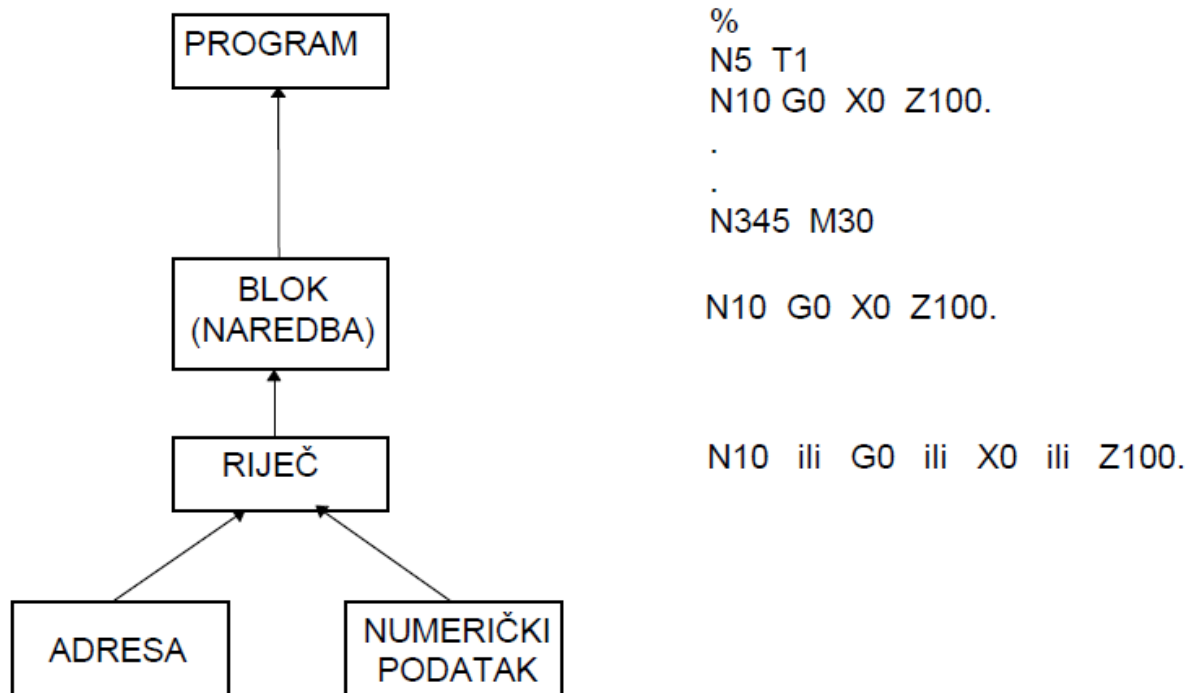 PROGRAM
%
N5 T1
N10 G0 X0 Z100.
.
.
N345 M30
BLOK
(NAREDBA)
N10 G0 X0 Z100.
RIJEČ
N10 ili G0 ili X0 ili Z100.
ADRESA
NUMERIČKI
PODATAK